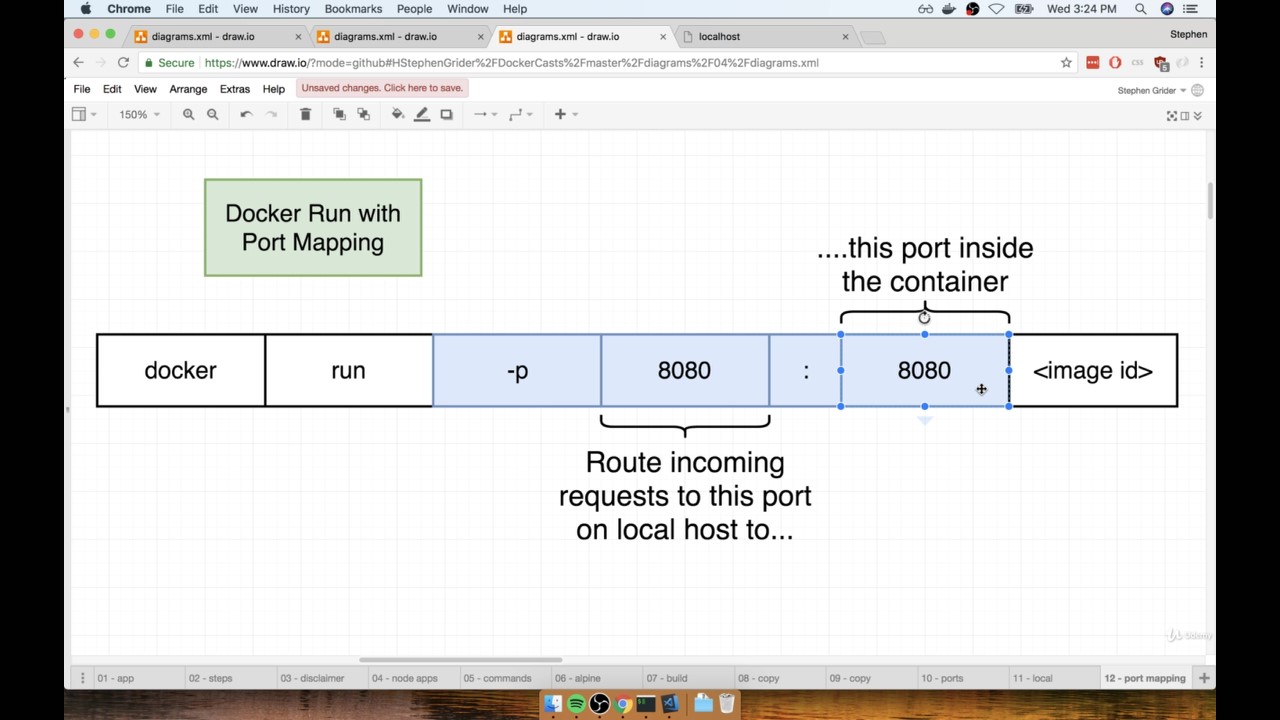 Chrome File Edit View History Bookmarks People Window Help Wed 3:24 PM
diagrams.xml - draw.io diagrams.xml - draw.io diagrams.xml - draw.io localhost Stephen
Secure https://www.draw.io/?mode=github#HStephenGrider%2FDockerCasts%2Fmaster%2Fdiagrams%2F04%2Fdiagrams.xml
File Edit View Arrange Extras Help Unsaved changes. Click here to save. Stephen Grider
150%
Docker Run with
Port Mapping
....this port inside
the container
docker run -p 8080 : 8080 <image id>
Route incoming
requests to this port
on local host to...
Udemy
01 - app 02 - steps 03 - disclaimer 04 - node apps 05 - commands 06 - alpine 07 - build 08 - copy 09 - copy 10 - ports 11 - local 12 - port mapping